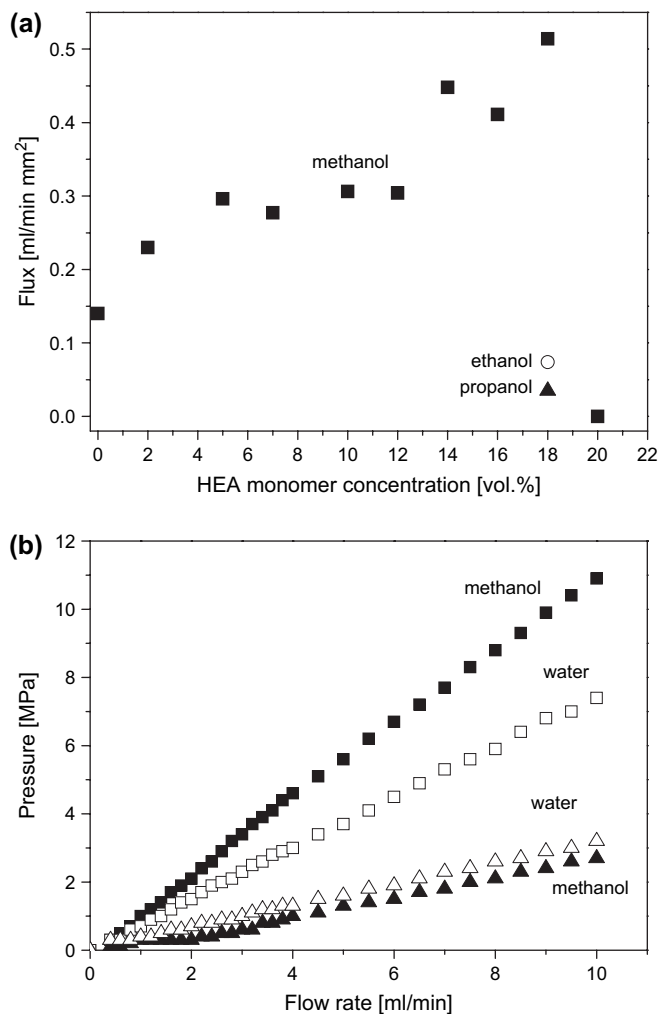 (a)
0.5
0.4
0.3
0.2
0.1
0.0
Flux [ml/min mm²]
methanol
ethanol
propanol
0 2 4 6 8 10 12 14 16 18 20 22
HEA monomer concentration [vol.%]
(b)
12
10
8
6
4
2
0
Pressure [MPa]
methanol
water
water
methanol
0 2 4 6 8 10
Flow rate [ml/min]